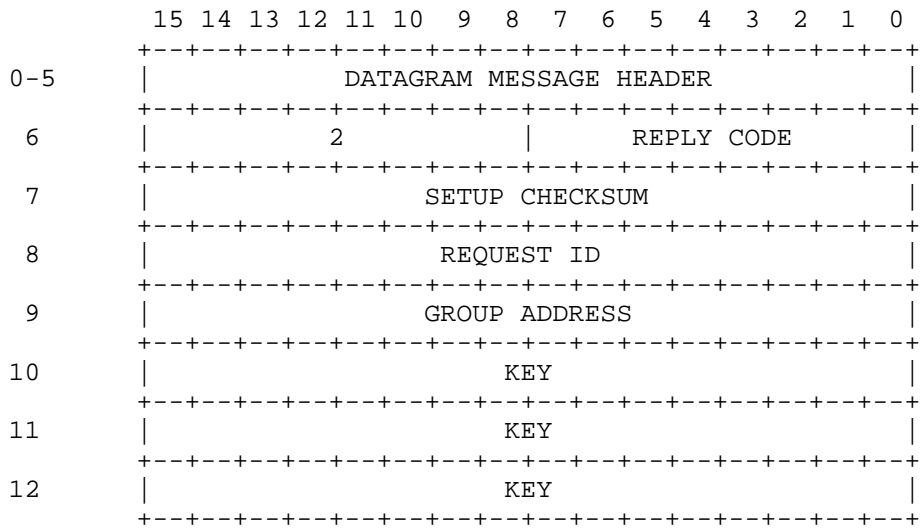 15 14 13 12 11 10 9 8 7 6 5 4 3 2 1 0
+--+--+--+--+--+--+--+--+--+--+--+--+--+--+--+--+
0-5 | DATAGRAM MESSAGE HEADER |
+--+--+--+--+--+--+--+--+--+--+--+--+--+--+--+--+
6 | 2 | REPLY CODE |
+--+--+--+--+--+--+--+--+--+--+--+--+--+--+--+--+
7 | SETUP CHECKSUM |
+--+--+--+--+--+--+--+--+--+--+--+--+--+--+--+--+
8 | REQUEST ID |
+--+--+--+--+--+--+--+--+--+--+--+--+--+--+--+--+
9 | GROUP ADDRESS |
+--+--+--+--+--+--+--+--+--+--+--+--+--+--+--+--+
10 | KEY |
+--+--+--+--+--+--+--+--+--+--+--+--+--+--+--+--+
11 | KEY |
+--+--+--+--+--+--+--+--+--+--+--+--+--+--+--+--+
12 | KEY |
+--+--+--+--+--+--+--+--+--+--+--+--+--+--+--+--+